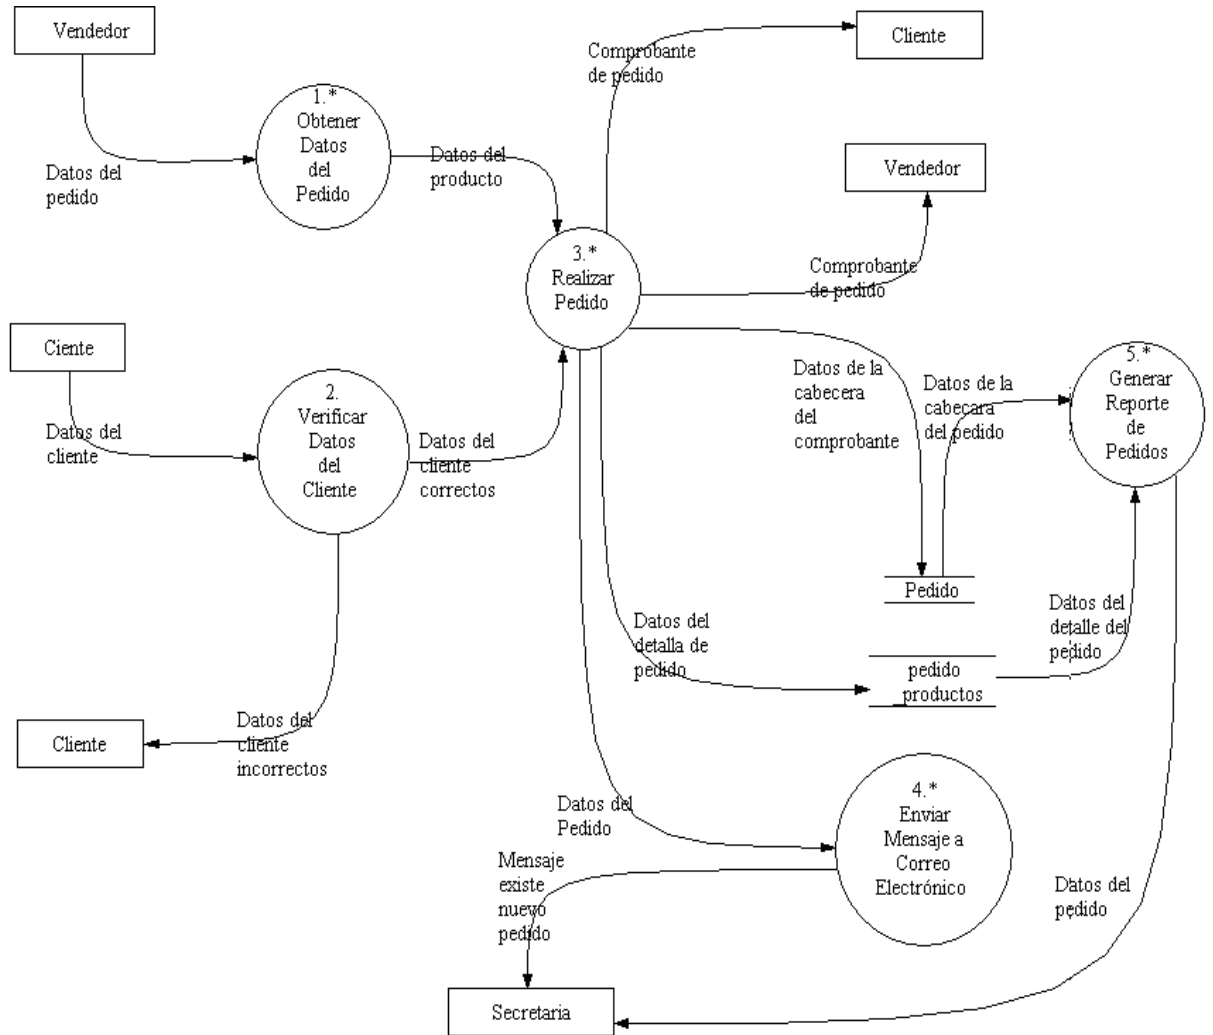 Vendedor
Datos del
pedido
1.*
Obtener
Datos
del
Pedido
Datos del
producto
Comprobante
de pedido
Cliente
Vendedor
Comprobante
de pedido
3.*
Realizar
Pedido
Ciente
Datos del
cliente
2.
Verificar
Datos
del
Cliente
Datos del
cliente
correctos
Datos de la
cabecera
del
comprobante
Datos de la
cabecara
del pedido
5.*
Generar
Reporte
de
Pedidos
Pedido
Datos del
detalla de
pedido
pedido
_productos
Datos del
detalle del
pedido
Cliente
Datos del
cliente
incorrectos
Datos del
Pedido
4.*
Enviar
Mensaje a
Correo
Electrónico
Mensaje
existe
nuevo
pedido
Datos del
pedido
Secretaria